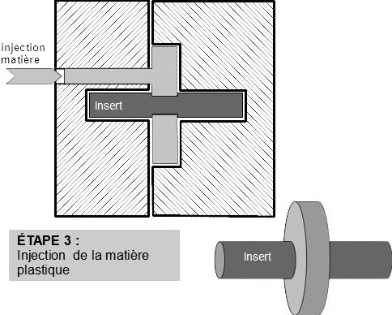 injection
matière
Insert
ÉTAPE 3 :
Injection de la matière
plastique
Insert